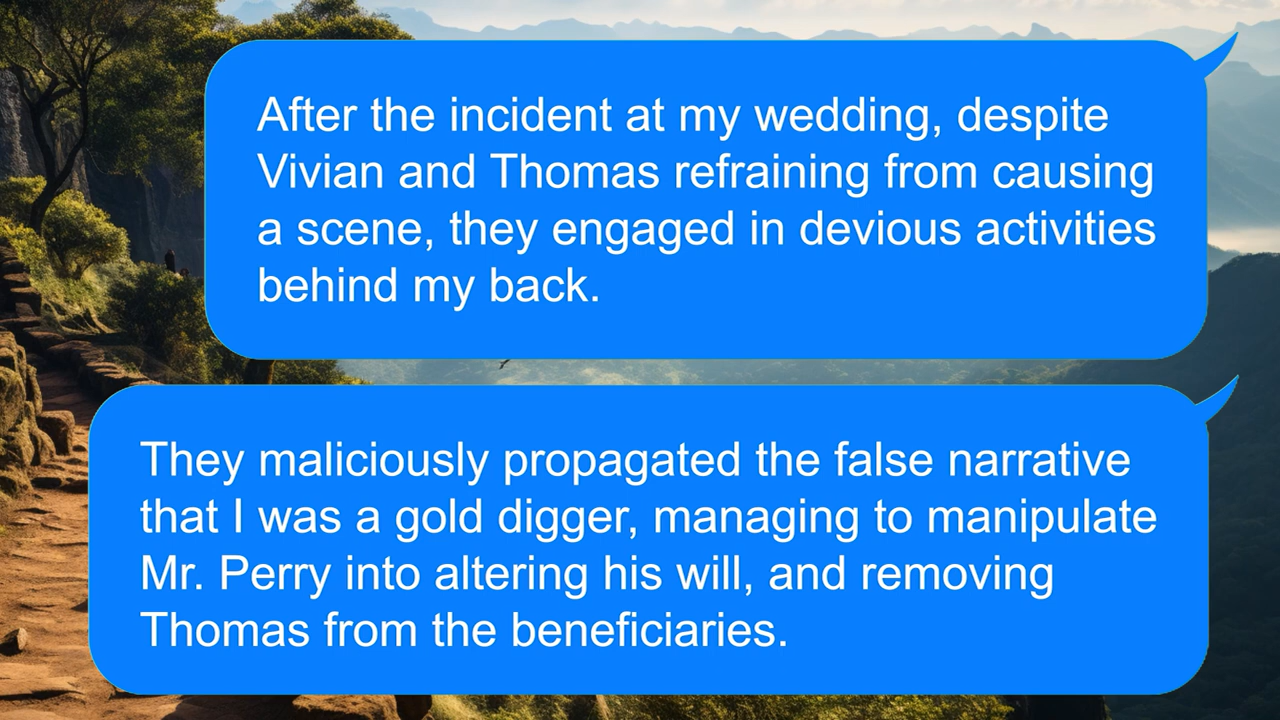 After the incident at my wedding, despite
Vivian and Thomas refraining from causing
a scene, they engaged in devious activities
behind my back.
They maliciously propagated the false narrative
that I was a gold digger, managing to manipulate
Mr. Perry into altering his will, and removing
Thomas from the beneficiaries.